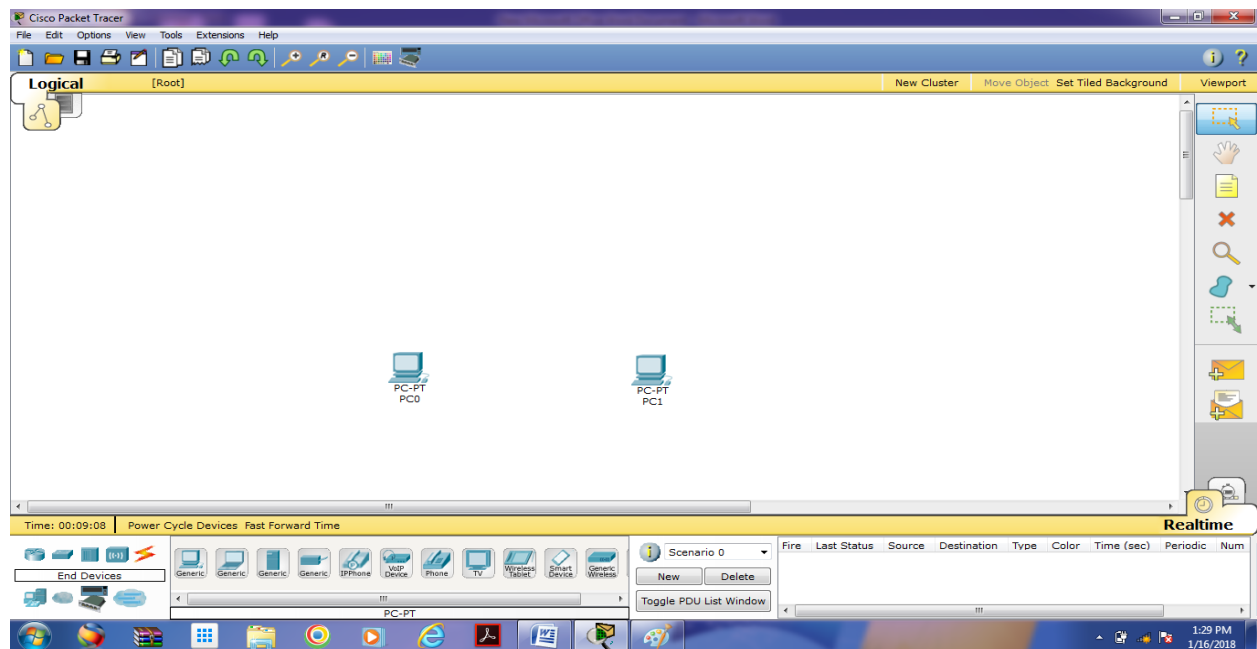 Cisco Packet Tracer
File Edit Options View Tools Extensions Help
Logical [Root] New Cluster Move Object Set Tiled Background Viewport
PC-PT
PC0
PC-PT
PC1
Time: 00:09:08 Power Cycle Devices Fast Forward Time Realtime
End Devices
Generic Generic Generic Generic IPPhone VoIP Device Phone TV Wireless Tablet Smart Device Generic Wireless
PC-PT
Scenario 0
New Delete
Toggle PDU List Window
Fire Last Status Source Destination Type Color Time (sec) Periodic Num
1:29 PM
1/16/2018